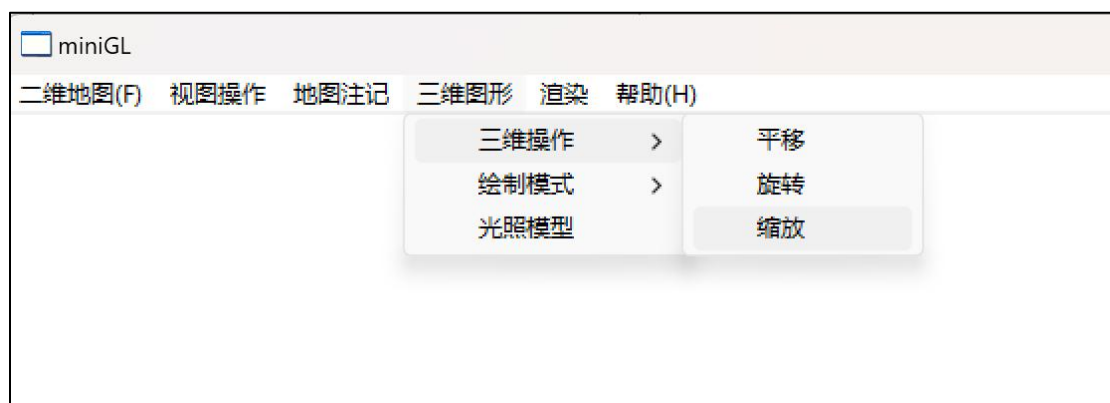 miniGL
二维地图(F) 视图操作 地图注记 三维图形 渲染 帮助(H)
三维操作 > 平移
绘制模式 > 旋转
光照模型 缩放